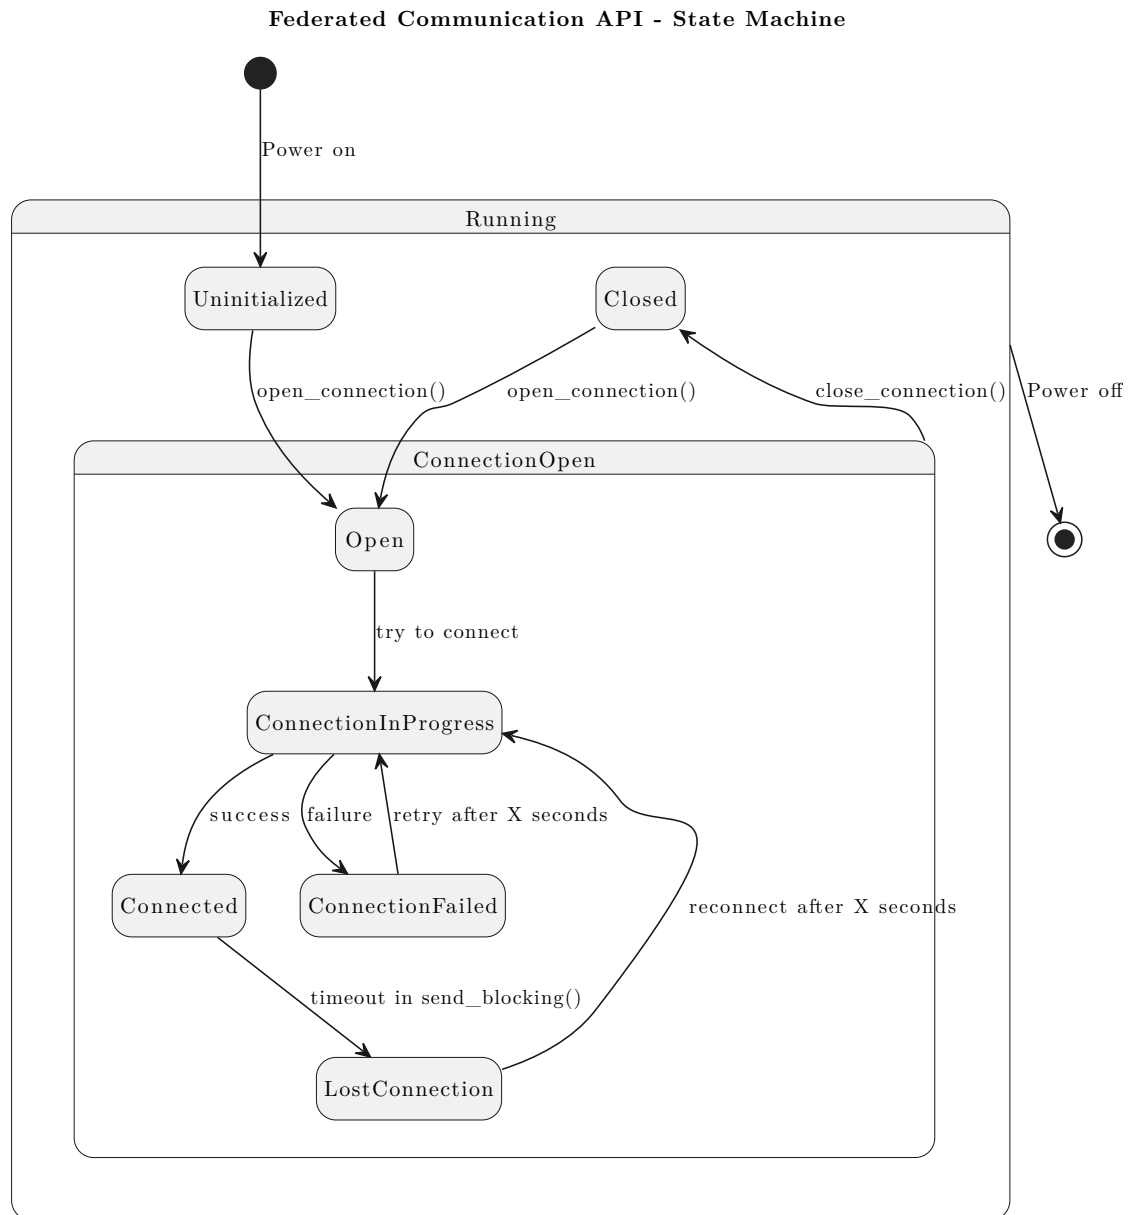 Federated Communication API - State Machine
Power on
Running
Uninitialized
Closed
open_connection()
open_connection()
close_connection()
Power off
ConnectionOpen
Open
try to connect
ConnectionInProgress
success
failure
retry after X seconds
Connected
ConnectionFailed
reconnect after X seconds
timeout in send_blocking()
LostConnection